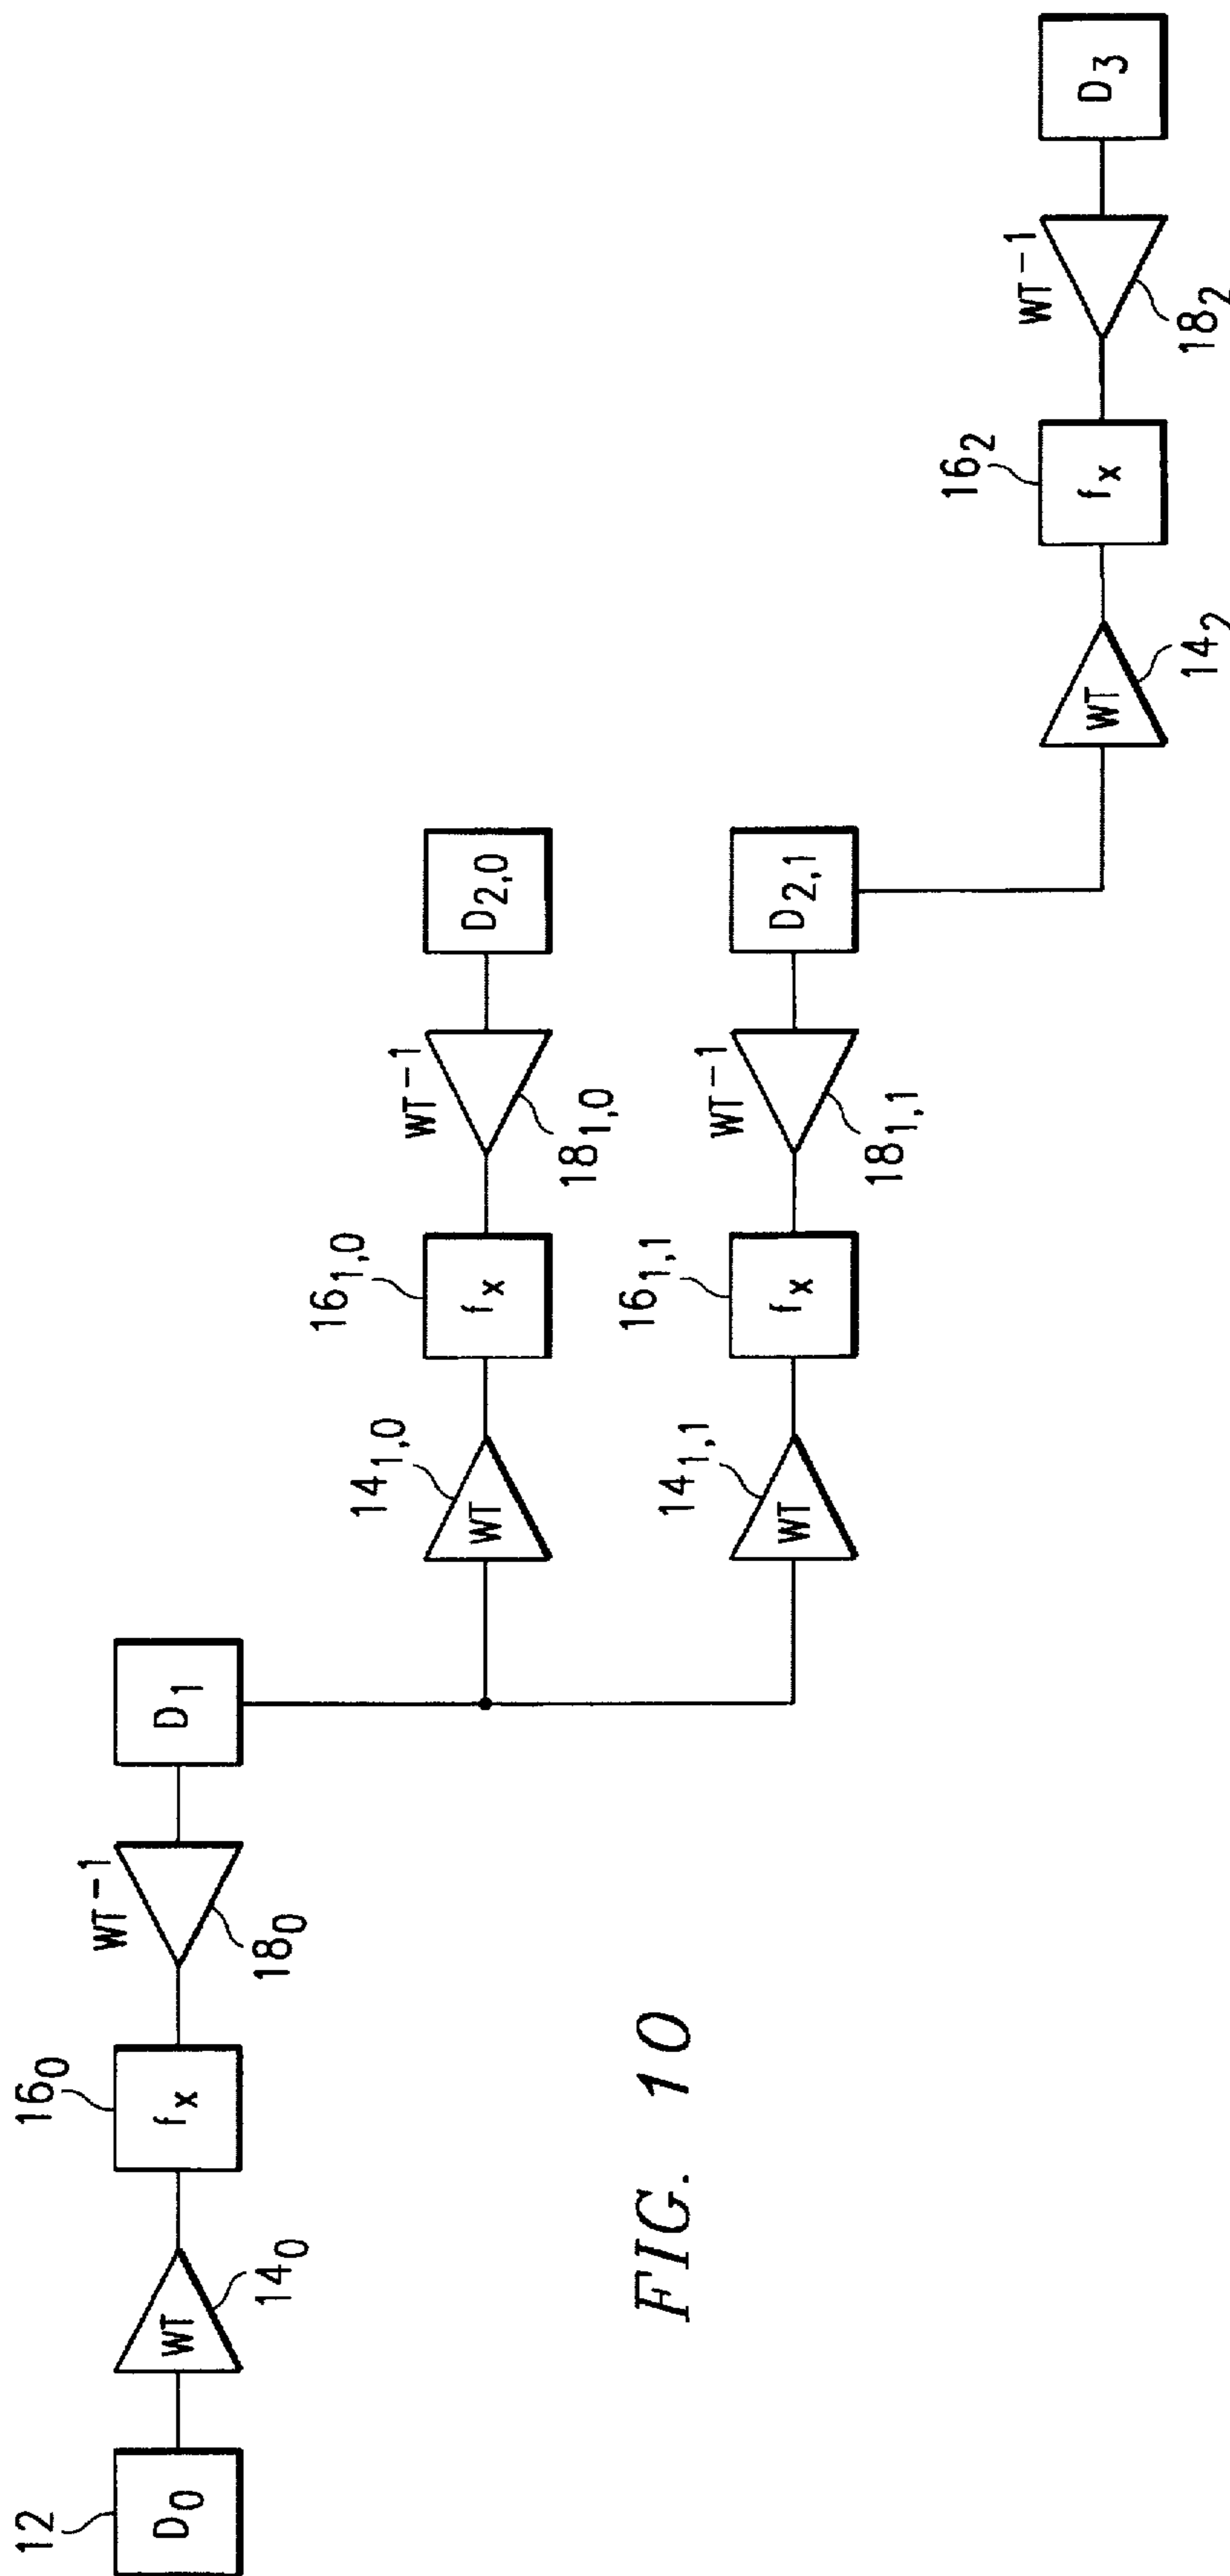 12
D₀
WT
14₀
16₀
fₓ
WT⁻¹
18₀
D₁
14₁,₀
WT
16₁,₀
fₓ
WT⁻¹
18₁,₀
D₂,₀
14₁,₁
WT
16₁,₁
fₓ
WT⁻¹
18₁,₁
D₂,₁
WT
14₂
16₂
fₓ
WT⁻¹
18₂
D₃
FIG. 10